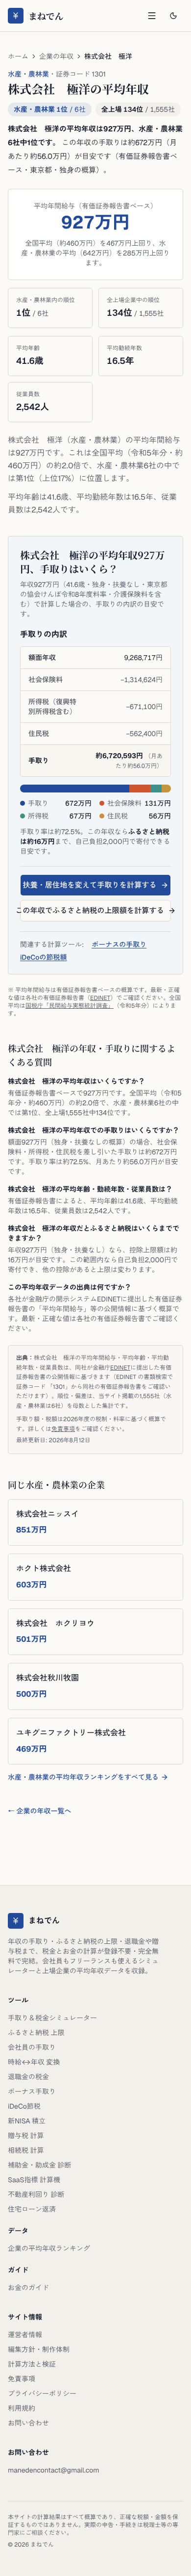 ¥ まねでん
ホーム > 企業の年収 > 株式会社　極洋
水産・農林業・証券コード 1301
株式会社　極洋の平均年収
水産・農林業 1位 / 6社　全上場 134位 / 1,555社
株式会社　極洋の平均年収は927万円、水産・農林業
6社中1位です。 この年収の手取りは約672万円（月
あたり約56.0万円）が目安です（有価証券報告書ベ
ース・東京都・独身の概算）。
平均年間給与（有価証券報告書ベース）
927万円
全国平均（約460万円）を467万円上回り、水
産・農林業の平均（642万円）を285万円上回り
ます。
水産・農林業内の順位
1位 / 6社
全上場企業中の順位
134位 / 1,555社
平均年齢
41.6歳
平均勤続年数
16.5年
従業員数
2,542人
株式会社　極洋（水産・農林業）の平均年間給与
は927万円です。これは全国平均（令和5年分・約
460万円）の約2.0倍で、水産・農林業6社の中で
は第1位（上位17%）に位置します。
平均年齢は41.6歳、平均勤続年数は16.5年、従業
員数は2,542人です。
株式会社　極洋の平均年収927万
円、手取りはいくら？
年収927万円（41.6歳・独身・扶養なし・東京都
の協会けんぽ令和8年度料率・介護保険料を含
む）で計算した場合の、手取りの内訳の目安で
す。
手取りの内訳
額面年収 9,268,717円
社会保険料 −1,314,624円
所得税（復興特
別所得税含む） −671,100円
住民税 −562,400円
手取り 約6,720,593円 （月あ
たり約56.0万円）
手取り 672万円 社会保険料 131万円
所得税 67万円 住民税 56万円
手取り率は約72.5%。この年収ならふるさと納税
は約16万円まで、自己負担2,000円で寄付できる
目安です。
扶養・居住地を変えて手取りを計算する →
この年収でふるさと納税の上限額を計算する →
関連する計算ツール: ボーナスの手取り
iDeCoの節税額
※ 平均年間給与は有価証券報告書ベースの概算です。最新・正確な
値は各社の有価証券報告書（EDINET）でご確認ください。全国平
均は国税庁「民間給与実態統計調査」（令和5年分）によりま
す。
株式会社　極洋の年収・手取りに関するよ
くある質問
株式会社　極洋の平均年収はいくらですか？
有価証券報告書ベースで927万円です。全国平均（令和5
年分・約460万円）の約2.0倍、水産・農林業6社の中で
は第1位、全上場1,555社中134位です。
株式会社　極洋の平均年収での手取りはいくらですか？
額面927万円（独身・扶養なしの概算）の場合、社会保
険料・所得税・住民税を差し引いた手取りは約672万円
です。手取り率は約72.5%、月あたり約56.0万円が目安
です。
株式会社　極洋の平均年齢・勤続年数・従業員数は？
有価証券報告書によると、平均年齢は41.6歳、平均勤続
年数は16.5年、従業員数は2,542人です。
株式会社　極洋の年収だとふるさと納税はいくらまでで
きますか？
年収927万円（独身・扶養なし）なら、控除上限額は約
16万円が目安です。この範囲内なら自己負担2,000円で
寄付でき、他の控除があると上限は変わります。
この平均年収データの出典は何ですか？
各社が金融庁の開示システムEDINETに提出した有価証券
報告書の「平均年間給与」等の公開情報に基づく概算で
す。最新・正確な値は各社の有価証券報告書をご確認く
ださい。
出典：株式会社　極洋の平均年間給与・平均年齢・平均勤
続年数・従業員数は、同社が金融庁EDINETに提出した有価
証券報告書の公開情報に基づきます（EDINET の書類検索で
証券コード「1301」から同社の有価証券報告書をご確認い
ただけます）。順位・偏差は、当サイト掲載の1,555社（水
産・農林業は6社）を母数とした集計です。
手取り額・税額は2026年度の税制・料率に基づく概算で
す。詳しくは免責事項をご確認ください。
最終更新日: 2026年8月12日
同じ水産・農林業の企業
株式会社ニッスイ
851万円
ホクト株式会社
603万円
株式会社　ホクリヨウ
501万円
株式会社秋川牧園
500万円
ユキグニファクトリー株式会社
469万円
水産・農林業の平均年収ランキングをすべて見る →
← 企業の年収一覧へ
¥ まねでん
年収の手取り・ふるさと納税の上限・退職金や贈
与税まで、税金とお金の計算が登録不要・完全無
料で完結。会社員もフリーランスも使えるシミュ
レーターと上場企業の平均年収データを収録。
ツール
手取り＆税金シミュレーター
ふるさと納税 上限
会社員の手取り
時給⇔年収 変換
退職金の税金
ボーナス手取り
iDeCo節税
新NISA 積立
贈与税 計算
相続税 計算
補助金・助成金 診断
SaaS指標 計算機
不動産利回り 診断
住宅ローン返済
データ
企業の平均年収ランキング
ガイド
お金のガイド
サイト情報
運営者情報
編集方針・制作体制
計算方法と検証
免責事項
プライバシーポリシー
利用規約
お問い合わせ
お問い合わせ
manedencontact@gmail.com
本サイトの計算結果はすべて概算であり、正確な税額・金額を保
証するものではありません。実際の申告・手続きは税理士等の専
門家にご相談ください。
© 2026 まねでん